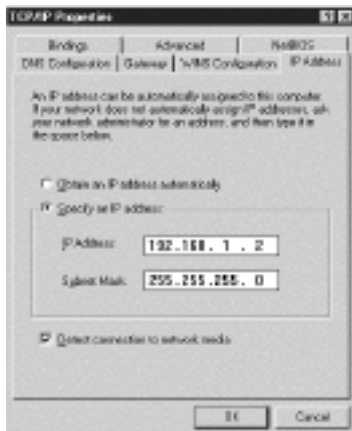 TCP/IP Properties
Bindings Advanced NetBIOS
DNS Configuration Gateway WINS Configuration IP Address
An IP address can be automatically assigned to this computer.
If your network does not automatically assign IP addresses, ask
your network administrator for an address, and then type it in
the space below.
Obtain an IP address automatically
Specify an IP address:
IP Address: 192.168. 1 . 2
Subnet Mask: 255.255.255. 0
Detect connection to network media
OK Cancel